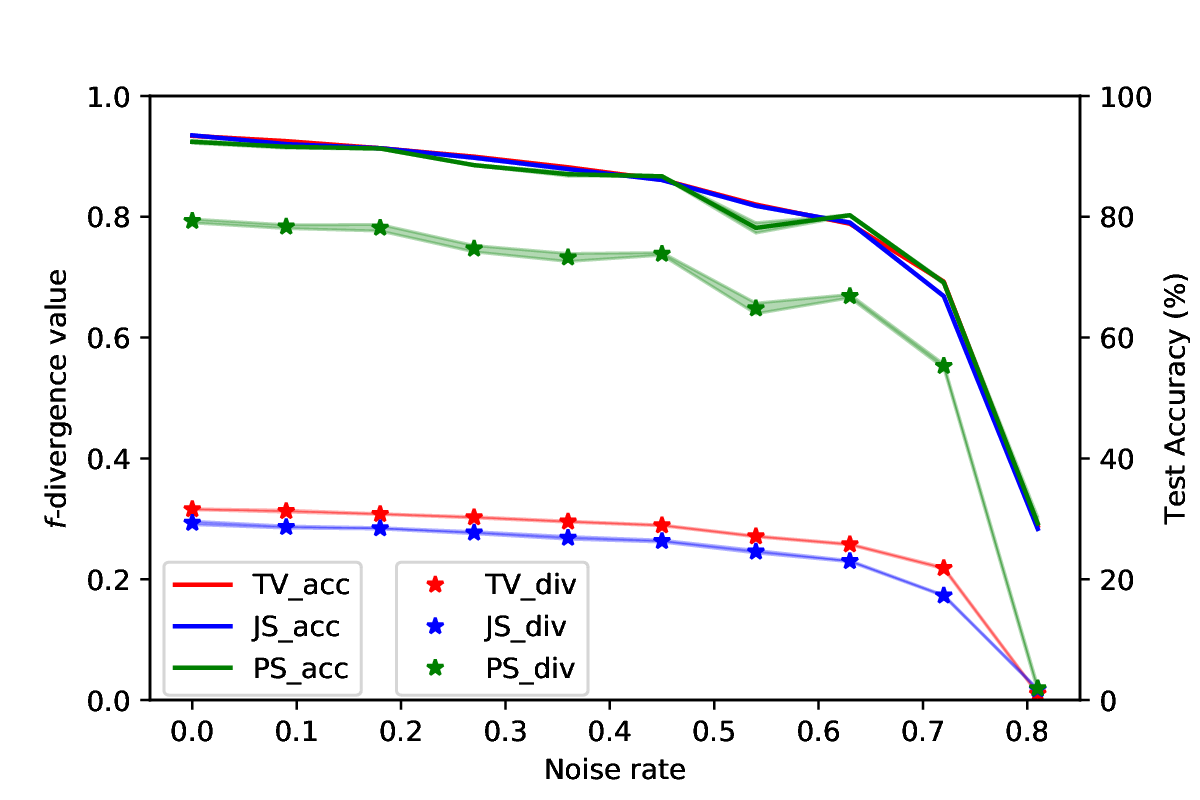 1.0
0.8
0.6
0.4
0.2
0.0
f-divergence value
100
80
60
40
20
0
Test Accuracy (%)
TV_acc
JS_acc
PS_acc
TV_div
JS_div
PS_div
0.0 0.1 0.2 0.3 0.4 0.5 0.6 0.7 0.8
Noise rate